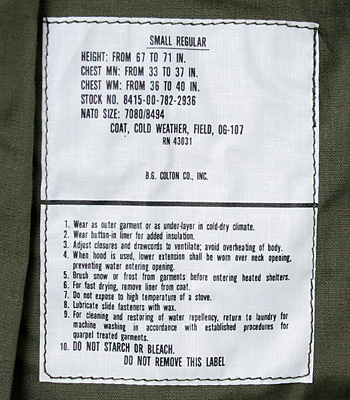 SMALL REGULAR
HEIGHT: FROM 67 TO 71 IN.
CHEST MN: FROM 33 TO 37 IN.
CHEST WM: FROM 36 TO 40 IN.
STOCK NO. 8415-00-782-2936
NATO SIZE: 7080/8494
COAT, COLD WEATHER, FIELD, OG-107
RN 43031
B.G. COLTON CO., INC.
1. Wear as outer garment or as under-layer in cold-dry climate.
2. Wear button-in liner for added insulation.
3. Adjust closures and drawcords to ventilate; avoid overheating of body.
4. When hood is used, lower extension shall be worn over neck opening,
preventing water entering opening.
5. Brush snow or frost from garments before entering heated shelters.
6. For fast drying, remove liner from coat.
7. Do not expose to high temperature of a stove.
8. Lubricate slide fasteners with wax.
9. For cleaning and restoring of water repellency, return to laundry for
machine washing in accordance with established procedures for
quarpel treated garments.
10. DO NOT STARCH OR BLEACH.
DO NOT REMOVE THIS LABEL